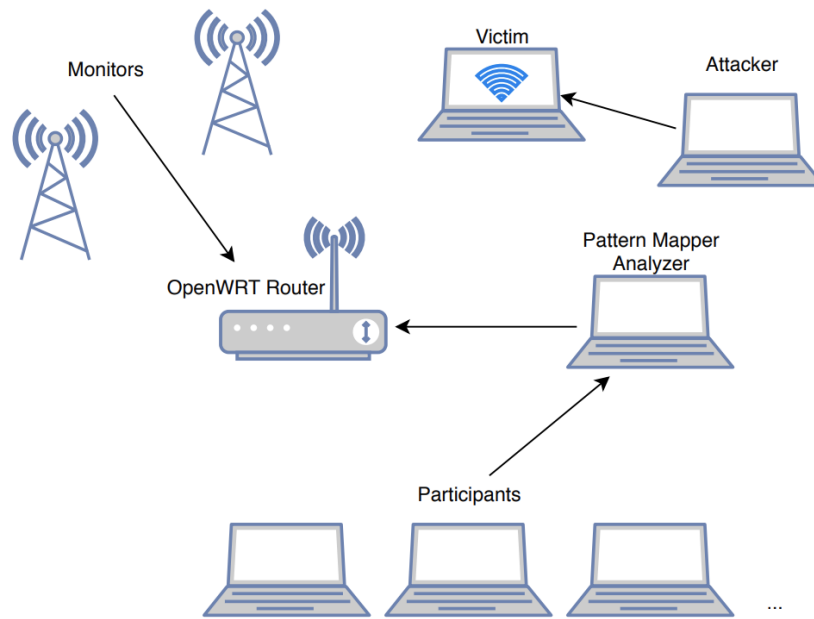 Victim
Monitors
Attacker
Pattern Mapper
Analyzer
OpenWRT Router
Participants
...